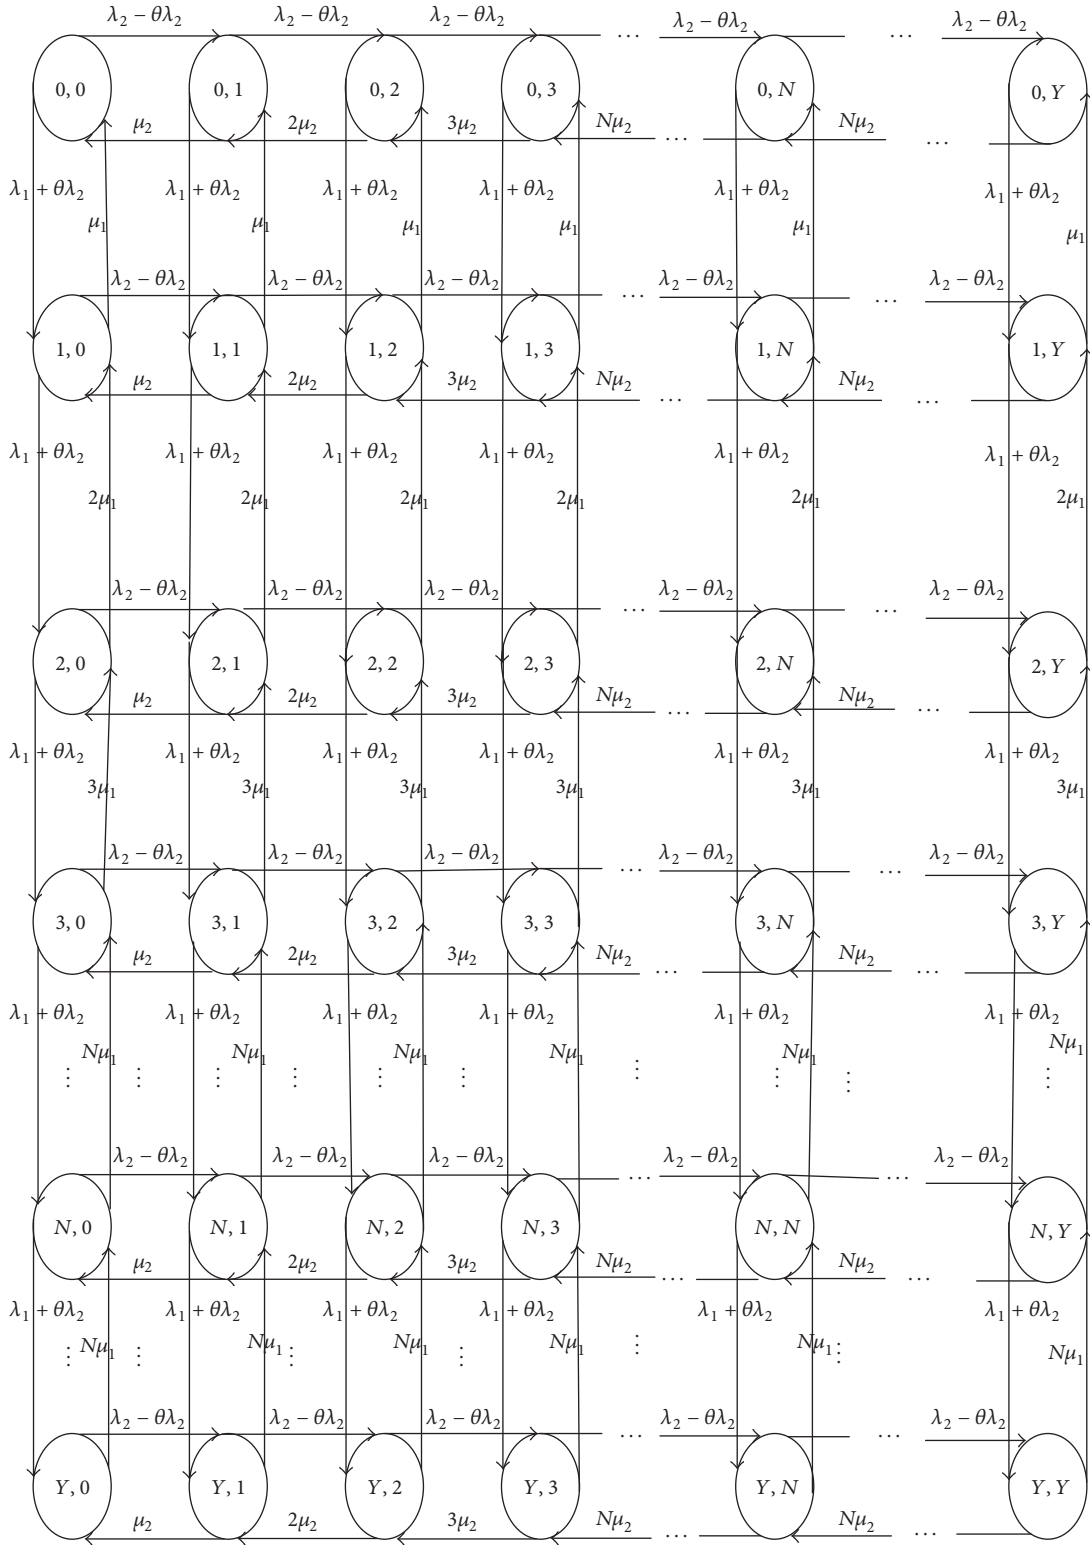 λ₂ − θλ₂ λ₂ − θλ₂ λ₂ − θλ₂ ... λ₂ − θλ₂ ... λ₂ − θλ₂
0, 0 0, 1 0, 2 0, 3 0, N 0, Y
μ₂ 2μ₂ 3μ₂ Nμ₂ ... Nμ₂ ...
λ₁ + θλ₂ λ₁ + θλ₂ λ₁ + θλ₂ λ₁ + θλ₂ λ₁ + θλ₂ λ₁ + θλ₂
μ₁ μ₁ μ₁ μ₁ μ₁ μ₁
λ₂ − θλ₂ λ₂ − θλ₂ λ₂ − θλ₂ ... λ₂ − θλ₂ ... λ₂ − θλ₂
1, 0 1, 1 1, 2 1, 3 1, N 1, Y
μ₂ 2μ₂ 3μ₂ Nμ₂ ... Nμ₂ ...
λ₁ + θλ₂ λ₁ + θλ₂ λ₁ + θλ₂ λ₁ + θλ₂ λ₁ + θλ₂ λ₁ + θλ₂
2μ₁ 2μ₁ 2μ₁ 2μ₁ 2μ₁ 2μ₁
λ₂ − θλ₂ λ₂ − θλ₂ λ₂ − θλ₂ ... λ₂ − θλ₂ ... λ₂ − θλ₂
2, 0 2, 1 2, 2 2, 3 2, N 2, Y
μ₂ 2μ₂ 3μ₂ Nμ₂ ... Nμ₂ ...
λ₁ + θλ₂ λ₁ + θλ₂ λ₁ + θλ₂ λ₁ + θλ₂ λ₁ + θλ₂ λ₁ + θλ₂
3μ₁ 3μ₁ 3μ₁ 3μ₁ 3μ₁ 3μ₁
λ₂ − θλ₂ λ₂ − θλ₂ λ₂ − θλ₂ ... λ₂ − θλ₂ ... λ₂ − θλ₂
3, 0 3, 1 3, 2 3, 3 3, N 3, Y
μ₂ 2μ₂ 3μ₂ Nμ₂ ... Nμ₂ ...
λ₁ + θλ₂ λ₁ + θλ₂ λ₁ + θλ₂ λ₁ + θλ₂ λ₁ + θλ₂ λ₁ + θλ₂
Nμ₁ Nμ₁ Nμ₁ Nμ₁ Nμ₁ Nμ₁
⋮ ⋮ ⋮ ⋮ ⋮ ⋮ ⋮ ⋮ ⋮ ⋮
λ₂ − θλ₂ λ₂ − θλ₂ λ₂ − θλ₂ ... λ₂ − θλ₂ ... λ₂ − θλ₂
N, 0 N, 1 N, 2 N, 3 N, N N, Y
μ₂ 2μ₂ 3μ₂ Nμ₂ ... Nμ₂ ...
λ₁ + θλ₂ λ₁ + θλ₂ λ₁ + θλ₂ λ₁ + θλ₂ λ₁ + θλ₂ λ₁ + θλ₂
⋮ Nμ₁ ⋮ Nμ₁ ⋮ Nμ₁ ⋮ Nμ₁ ⋮ Nμ₁ ⋮ Nμ₁
λ₂ − θλ₂ λ₂ − θλ₂ λ₂ − θλ₂ ... λ₂ − θλ₂ ... λ₂ − θλ₂
Y, 0 Y, 1 Y, 2 Y, 3 Y, N Y, Y
μ₂ 2μ₂ 3μ₂ Nμ₂ ... Nμ₂ ...